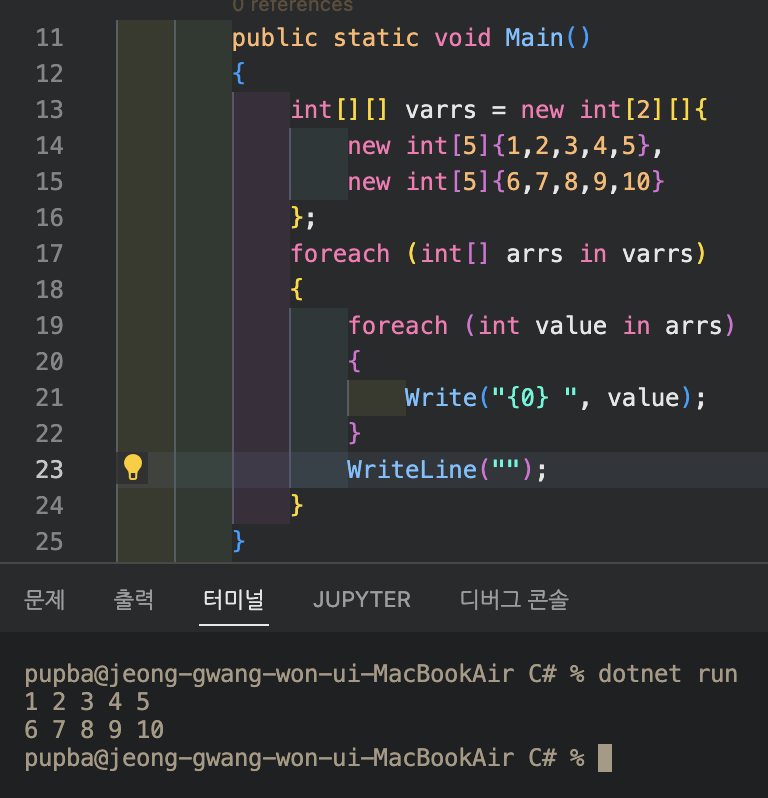 0 references
11 public static void Main()
12 {
13 int[][] varrs = new int[2][]{
14 new int[5]{1,2,3,4,5},
15 new int[5]{6,7,8,9,10}
16 };
17 foreach (int[] arrs in varrs)
18 {
19 foreach (int value in arrs)
20 {
21 Write("{0} ", value);
22 }
23 WriteLine("");
24 }
25 }
문제 출력 터미널 JUPYTER 디버그 콘솔
pupba@jeong-gwang-won-ui-MacBookAir C# % dotnet run
1 2 3 4 5
6 7 8 9 10
pupba@jeong-gwang-won-ui-MacBookAir C# %